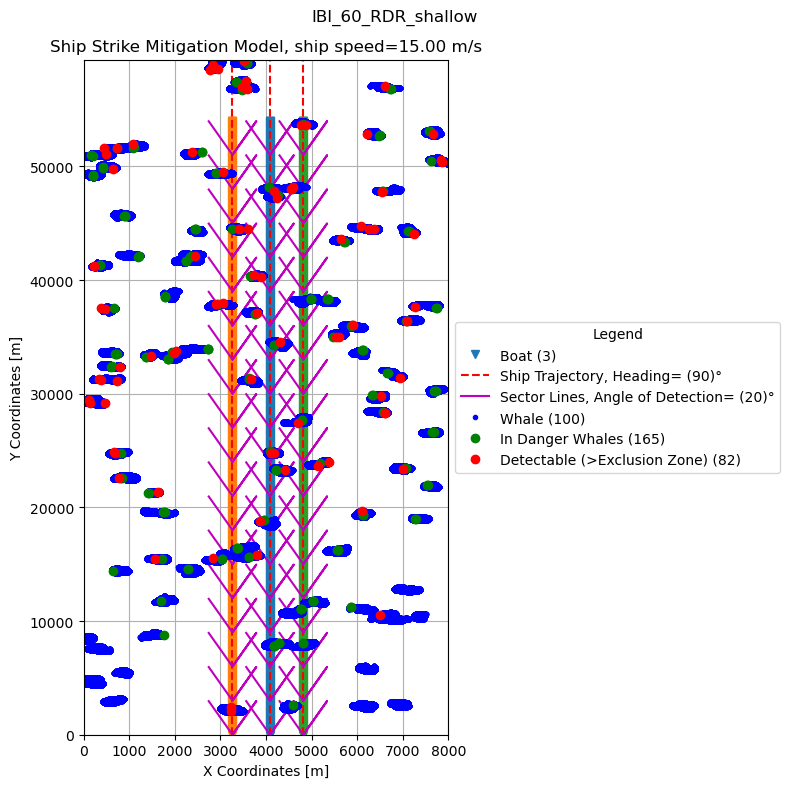 IBI_60_RDR_shallow
Ship Strike Mitigation Model, ship speed=15.00 m/s
50000
40000
30000
20000
10000
0
Y Coordinates [m]
0 1000 2000 3000 4000 5000 6000 7000 8000
X Coordinates [m]
Legend
Boat (3)
Ship Trajectory, Heading= (90)°
Sector Lines, Angle of Detection= (20)°
Whale (100)
In Danger Whales (165)
Detectable (>Exclusion Zone) (82)